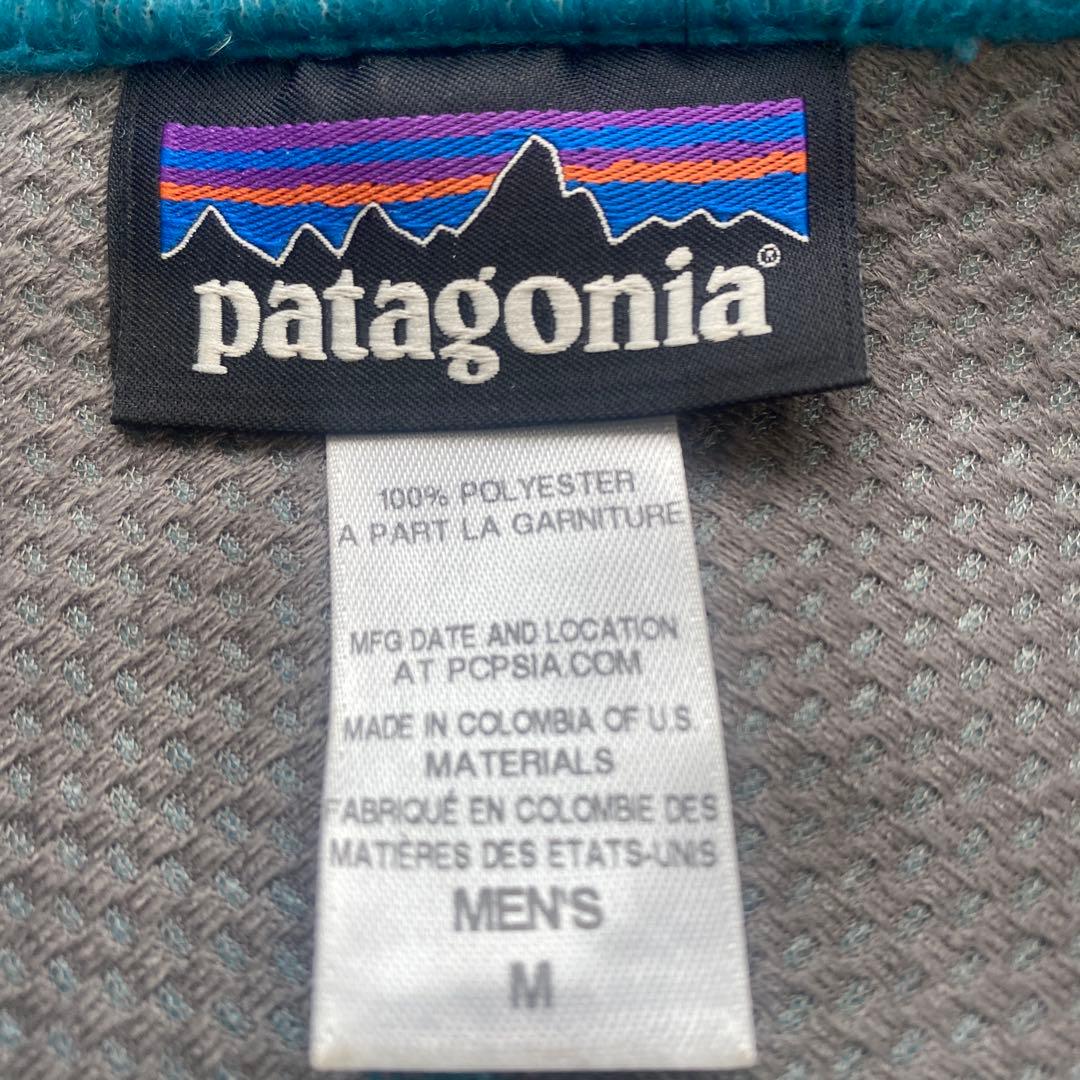 patagonia®
100% POLYESTER
A PART LA GARNITURE
MFG DATE AND LOCATION
AT PCPSIA.COM
MADE IN COLOMBIA OF U.S.
MATERIALS
FABRIQUÉ EN COLOMBIE DES
MATIÈRES DES ETATS-UNIS
MEN'S
M